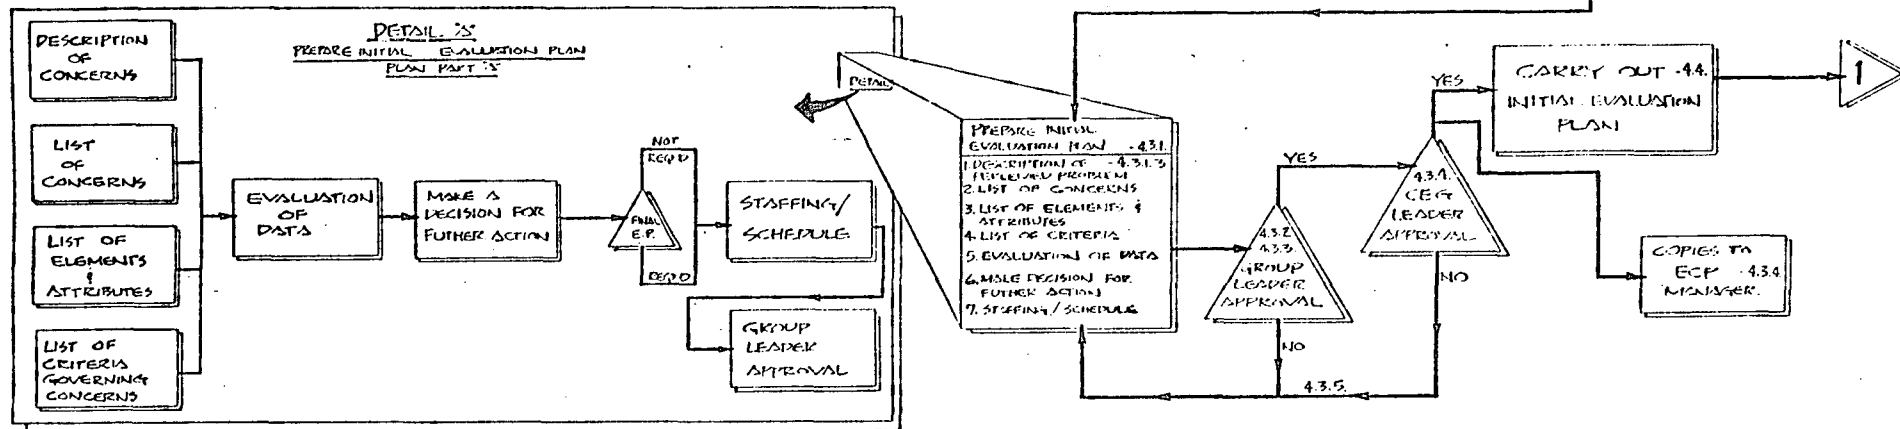 DETAIL 'A'
PREPARE INITIAL EVALUATION PLAN
PLAN PART 'A'
DESCRIPTION
OF
CONCERNS
LIST
OF
CONCERNS
LIST OF
ELEMENTS
&
ATTRIBUTES
LIST OF
CRITERIA
GOVERNING
CONCERNS
EVALUATION
OF
DATA
MAKE A
DECISION FOR
FUTHER ACTION
NOT
REQ'D
FINAL
E.P.
REQ'D
STAFFING/
SCHEDULE
GROUP
LEADER
APPROVAL
DETAIL
PREPARE INITIAL
EVALUATION PLAN -4.3.1.
1. DESCRIPTION OF -4.3.1.3
PERCEIVED PROBLEM
2. LIST OF CONCERNS
3. LIST OF ELEMENTS &
ATTRIBUTES
4. LIST OF CRITERIA
5. EVALUATION OF DATA
6. MAKE DECISION FOR
FUTHER ACTION
7. STAFFING/SCHEDULE
4.3.2.
4.3.3.
GROUP
LEADER
APPROVAL
YES
NO
4.3.4.
CEG
LEADER
APPROVAL
YES
NO
4.3.5.
CARRY OUT -4.4.
INITIAL EVALUATION
PLAN
1
COPIES TO
ECP -4.3.4.
MANAGER.